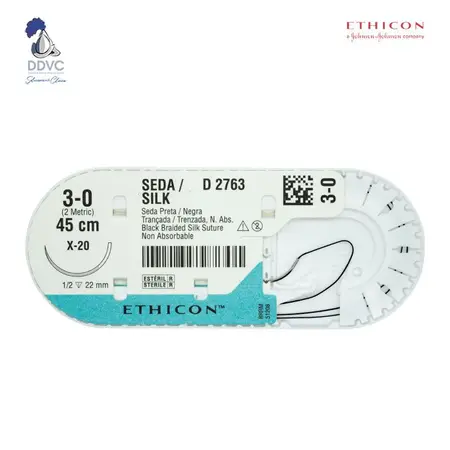 DDVC
ETHICON
a Johnson & Johnson company
3-0
(2 Metric)
45 cm
X-20
1/2 ▽ 22 mm
SEDA / D 2763
SILK
Seda Preta / Negra
Trançada / Trenzada, N. Abs.
Black Braided Silk Suture
Non Absorbable
ESTÉRIL R
STERILE R
ETHICON™
3-0